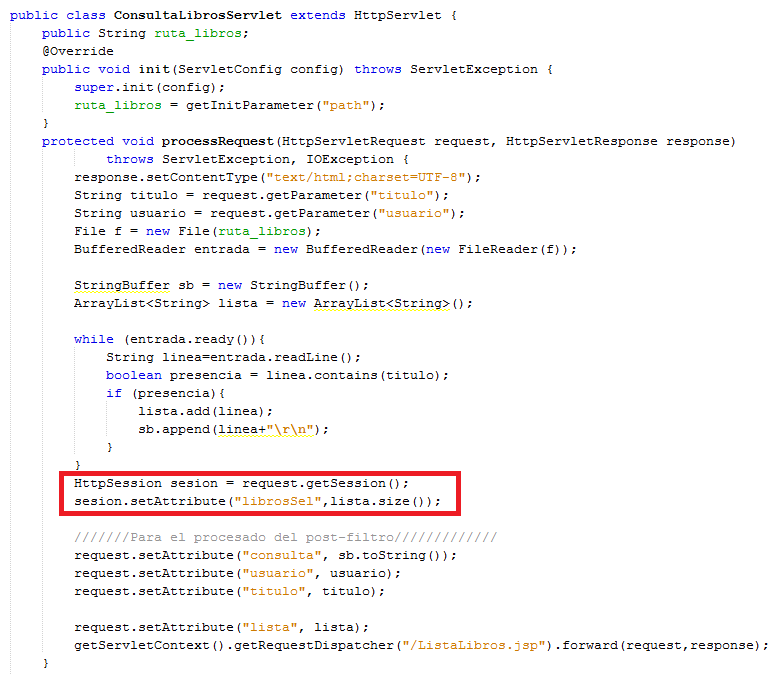 public class ConsultaLibrosServlet extends HttpServlet {
    public String ruta_libros;
    @Override
    public void init(ServletConfig config) throws ServletException {
        super.init(config);
        ruta_libros = getInitParameter("path");
    }
    protected void processRequest(HttpServletRequest request, HttpServletResponse response)
            throws ServletException, IOException {
        response.setContentType("text/html;charset=UTF-8");
        String titulo = request.getParameter("titulo");
        String usuario = request.getParameter("usuario");
        File f = new File(ruta_libros);
        BufferedReader entrada = new BufferedReader(new FileReader(f));

        StringBuffer sb = new StringBuffer();
        ArrayList<String> lista = new ArrayList<String>();

        while (entrada.ready()){
            String linea=entrada.readLine();
            boolean presencia = linea.contains(titulo);
            if (presencia){
                lista.add(linea);
                sb.append(linea+"\r\n");
            }
        }
        HttpSession sesion = request.getSession();
        sesion.setAttribute("librosSel",lista.size());

        ///////Para el procesado del post-filtro/////////////
        request.setAttribute("consulta", sb.toString());
        request.setAttribute("usuario", usuario);
        request.setAttribute("titulo", titulo);

        request.setAttribute("lista", lista);
        getServletContext().getRequestDispatcher("/ListaLibros.jsp").forward(request,response);
    }